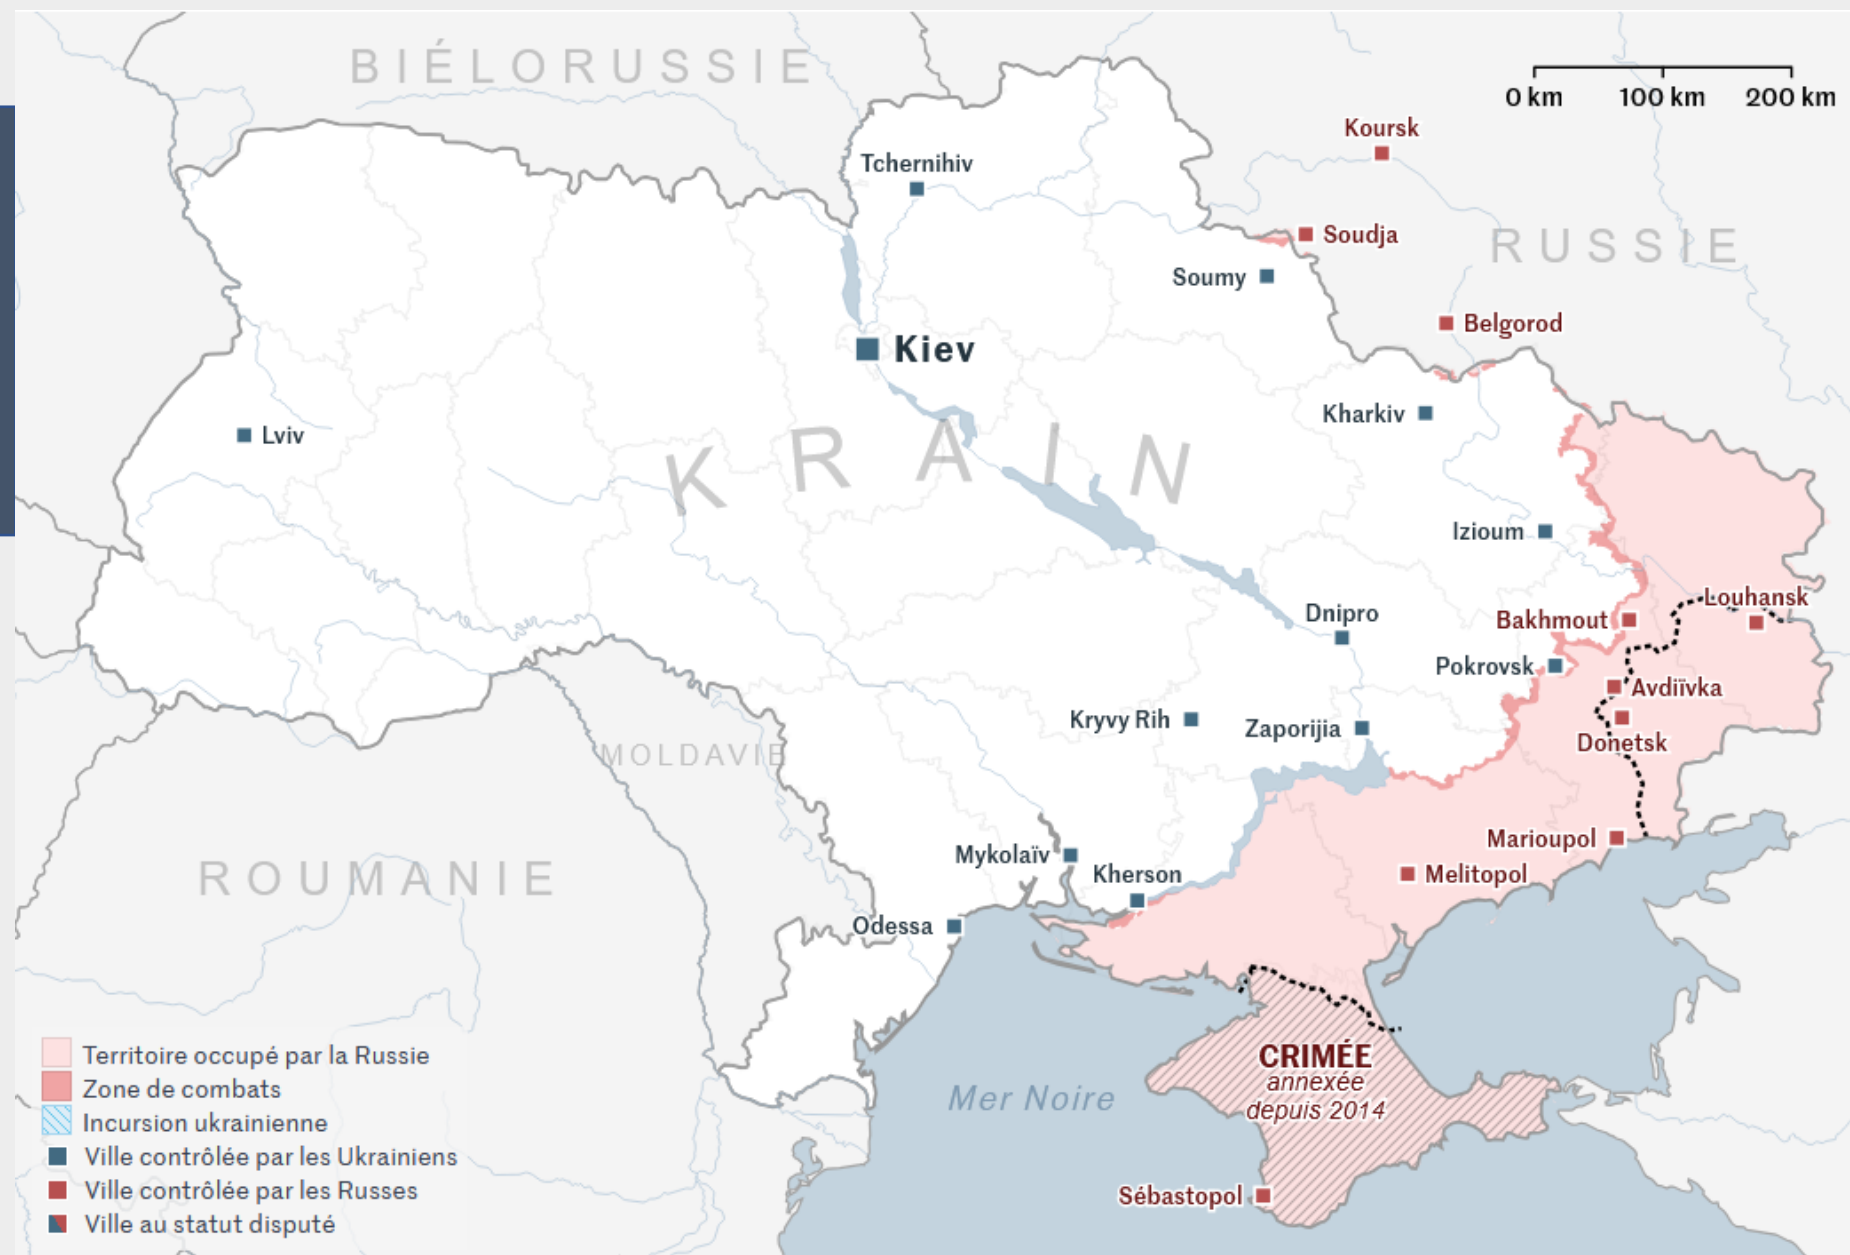 BIÉLORUSSIE
0 km 100 km 200 km
Koursk
Tchernihiv
Soudja
RUSSIE
Soumy
Belgorod
Kiev
Kharkiv
Lviv
KRAIN
Izioum
Louhansk
Dnipro
Bakhmout
Pokrovsk
Avdiïvka
Kryvy Rih
Zaporijia
Donetsk
MOLDAVIE
Marioupol
Mykolaïv
Kherson
Melitopol
ROUMANIE
Odessa
CRIMÉE
annexée
depuis 2014
Mer Noire
Sébastopol
Territoire occupé par la Russie
Zone de combats
Incursion ukrainienne
Ville contrôlée par les Ukrainiens
Ville contrôlée par les Russes
Ville au statut disputé